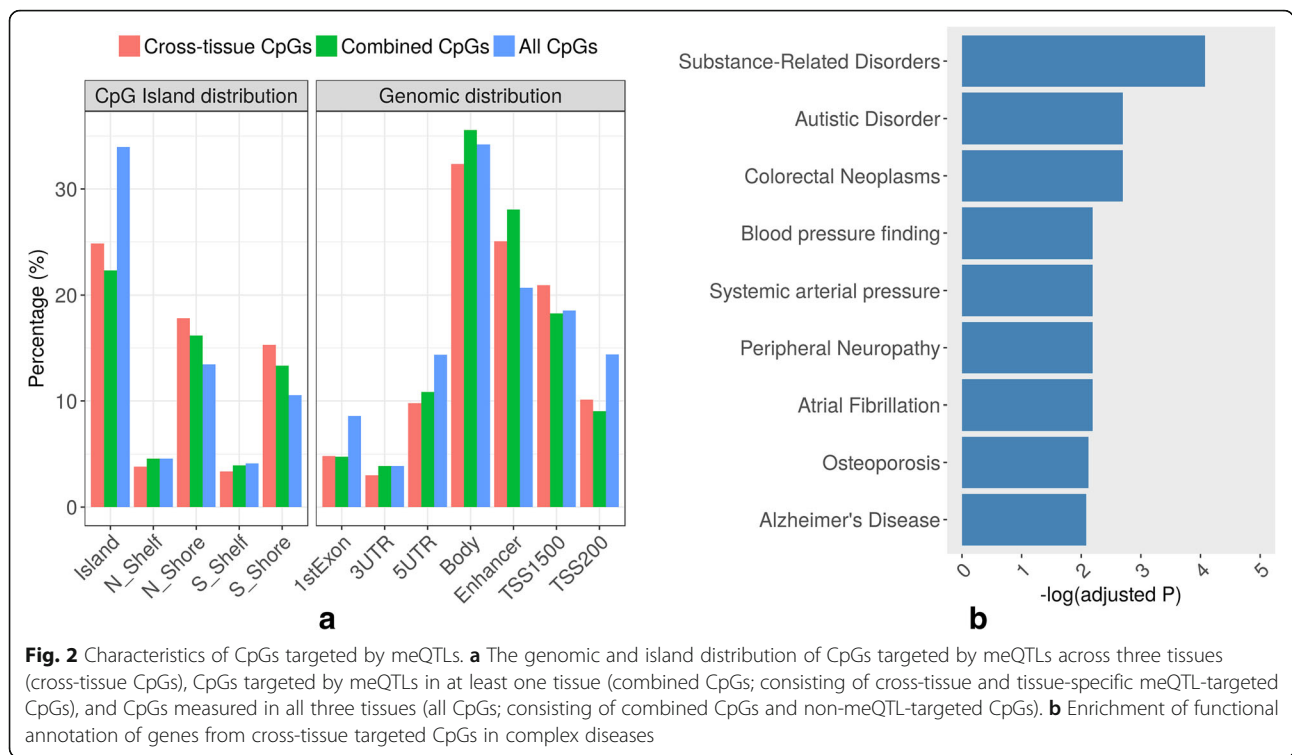 Cross-tissue CpGs Combined CpGs All CpGs
CpG Island distribution Genomic distribution
Percentage (%)
30
20
10
0
Island N_Shelf N_Shore S_Shelf S_Shore 1stExon 3UTR 5UTR Body Enhancer TSS1500 TSS200
a
Substance-Related Disorders
Autistic Disorder
Colorectal Neoplasms
Blood pressure finding
Systemic arterial pressure
Peripheral Neuropathy
Atrial Fibrillation
Osteoporosis
Alzheimer's Disease
0 1 2 3 4 5
-log(adjusted P)
b
Fig. 2 Characteristics of CpGs targeted by meQTLs. a The genomic and island distribution of CpGs targeted by meQTLs across three tissues
(cross-tissue CpGs), CpGs targeted by meQTLs in at least one tissue (combined CpGs; consisting of cross-tissue and tissue-specific meQTL-targeted
CpGs), and CpGs measured in all three tissues (all CpGs; consisting of combined CpGs and non-meQTL-targeted CpGs). b Enrichment of functional
annotation of genes from cross-tissue targeted CpGs in complex diseases